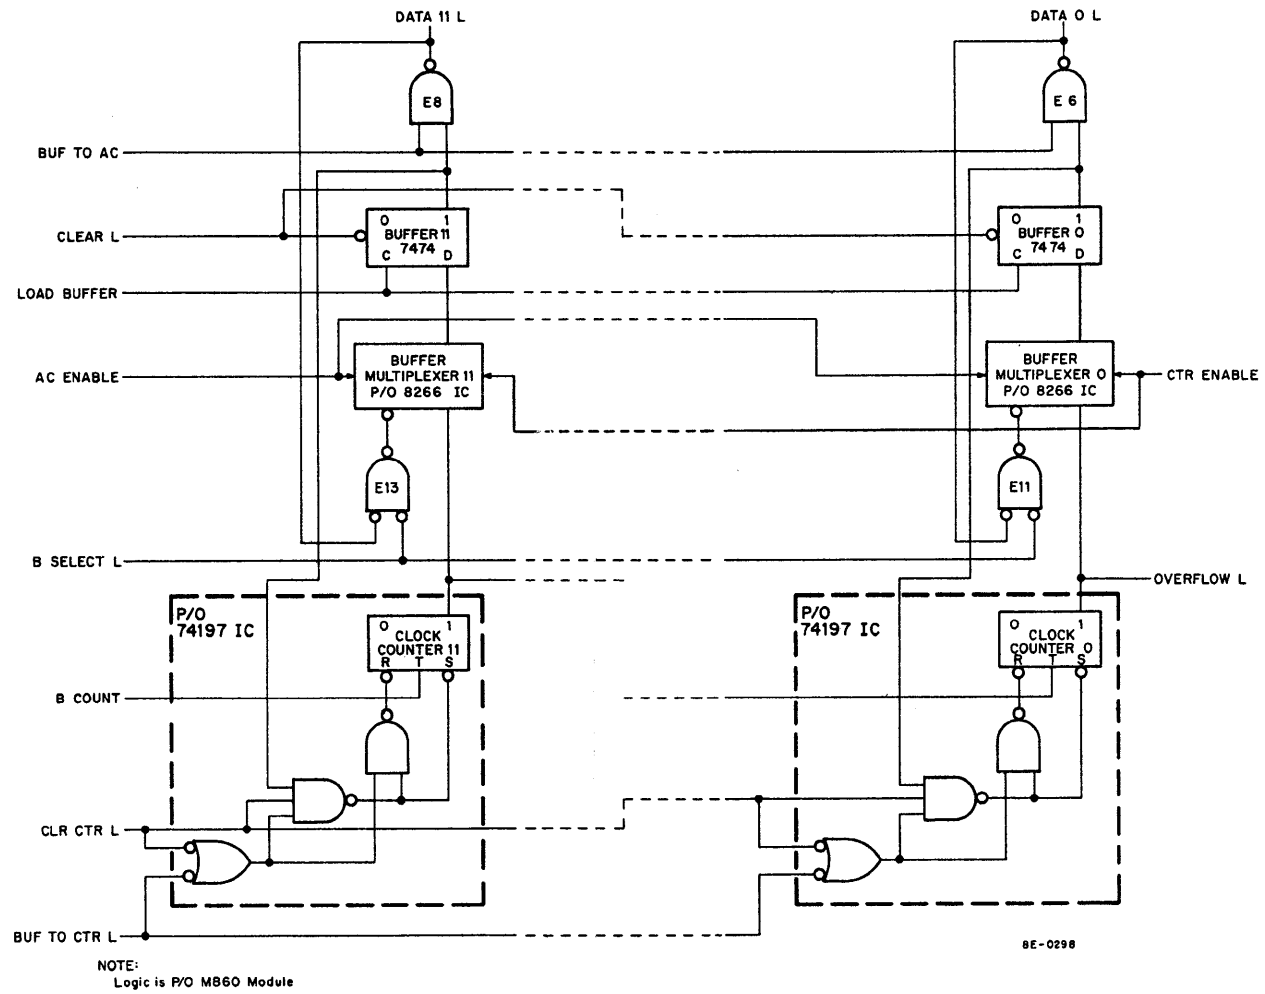 DATA 11 L
DATA 0 L
E8
E 6
BUF TO AC
CLEAR L
0 1
BUFFER 11
7474
C D
0 1
BUFFER 0
7474
C D
LOAD BUFFER
AC ENABLE
BUFFER
MULTIPLEXER 11
P/O 8266 IC
BUFFER
MULTIPLEXER 0
P/O 8266 IC
CTR ENABLE
E13
E11
B SELECT L
OVERFLOW L
P/O
74197 IC
0 1
CLOCK
COUNTER 11
R T S
P/O
74197 IC
0 1
CLOCK
COUNTER 0
R T S
B COUNT
CLR CTR L
BUF TO CTR L
8E-0298
NOTE:
Logic is P/O M860 Module